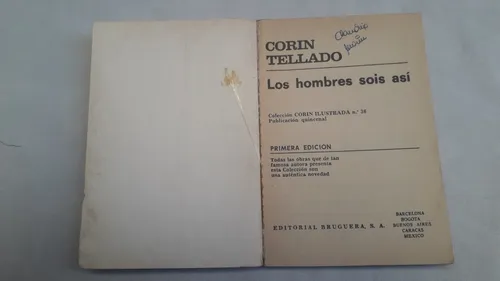 CORIN
TELLADO
Los hombres sois así
Colección CORIN ILUSTRADA n.º 38
Publicación quincenal
PRIMERA EDICION
Todas las obras que de tan
famosa autora presenta
esta Colección son
una auténtica novedad
EDITORIAL BRUGUERA, S. A.
BARCELONA
BOGOTA
BUENOS AIRES
CARACAS
MEXICO